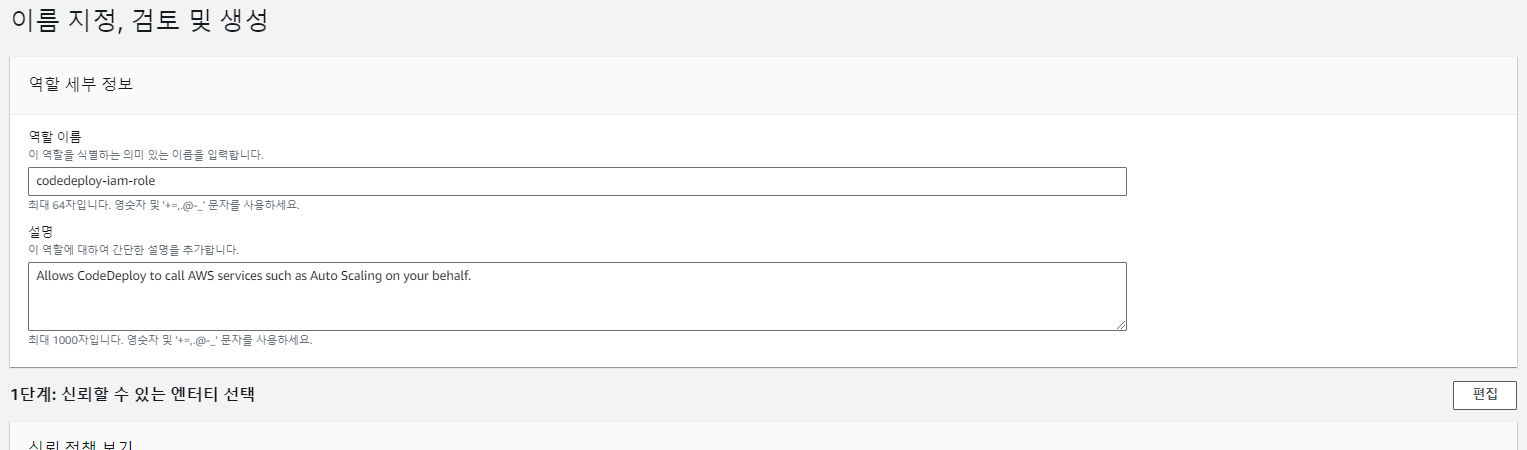 이름 지정, 검토 및 생성
역할 세부 정보
역할 이름
이 역할을 식별하는 의미 있는 이름을 입력합니다.
codedeploy-iam-role
최대 64자입니다. 영숫자 및 '+=,.@-_' 문자를 사용하세요.
설명
이 역할에 대하여 간단한 설명을 추가합니다.
Allows CodeDeploy to call AWS services such as Auto Scaling on your behalf.
최대 1000자입니다. 영숫자 및 '+=,.@-_' 문자를 사용하세요.
1단계: 신뢰할 수 있는 엔터티 선택
편집
신뢰 정책 보기